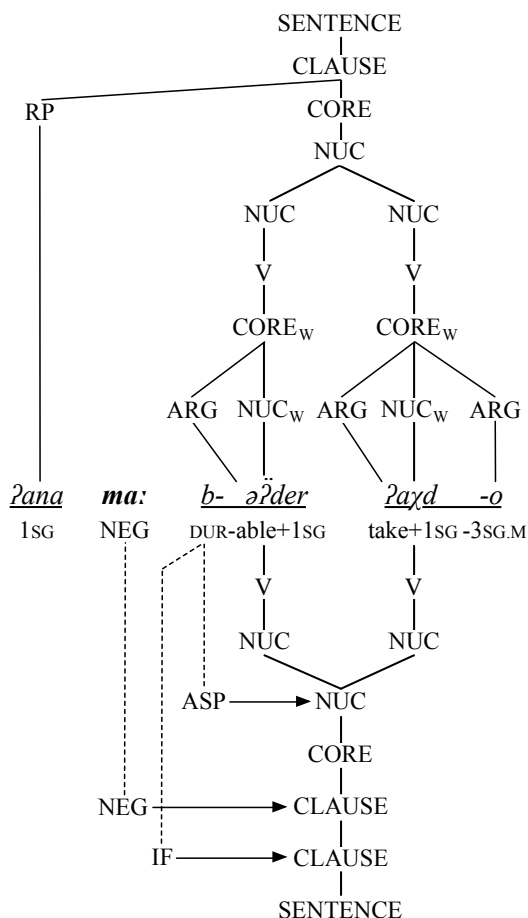 SENTENCE
CLAUSE
RP CORE
NUC
NUC NUC
V V
COREW COREW
ARG NUCW ARG NUCW ARG
ʔana ma: b- əʔ̈der ʔaχd -o
1SG NEG DUR-able+1SG take+1SG -3SG.M
V V
NUC NUC
ASP NUC
CORE
NEG CLAUSE
IF CLAUSE
SENTENCE